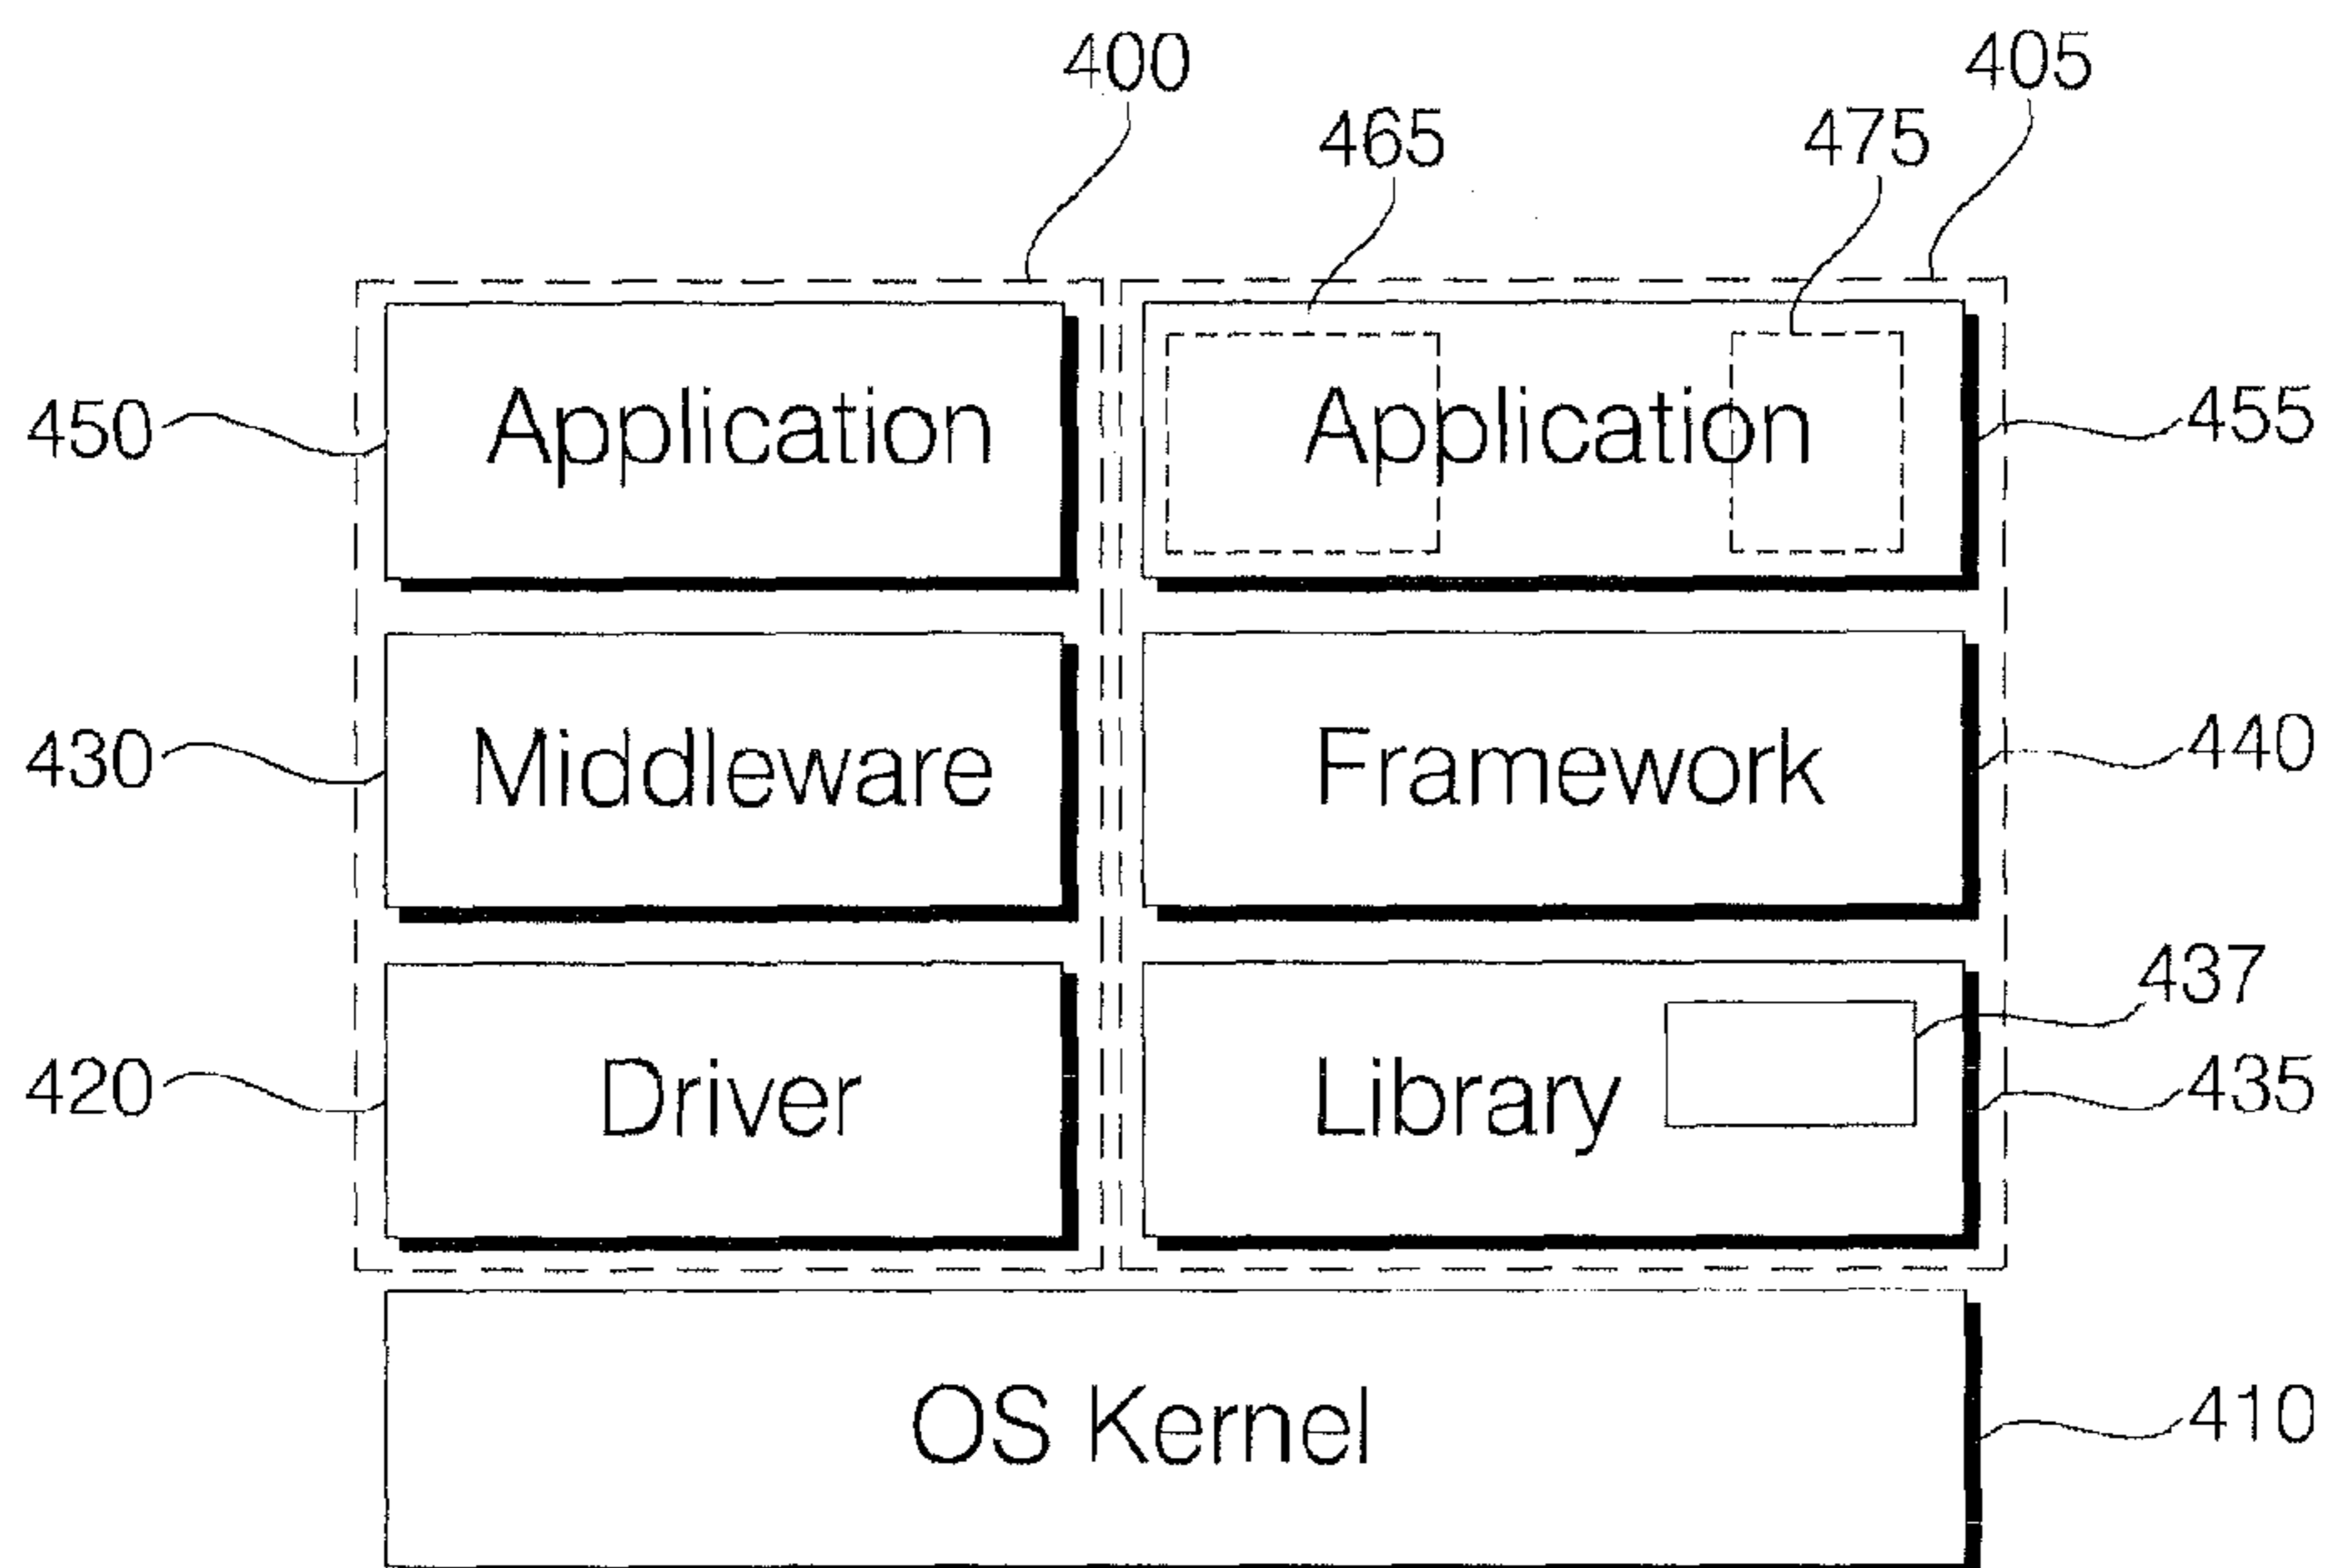 400 405
465 475
450 Application Application 455
430 Middleware Framework 440
437
420 Driver Library 435
OS Kernel 410